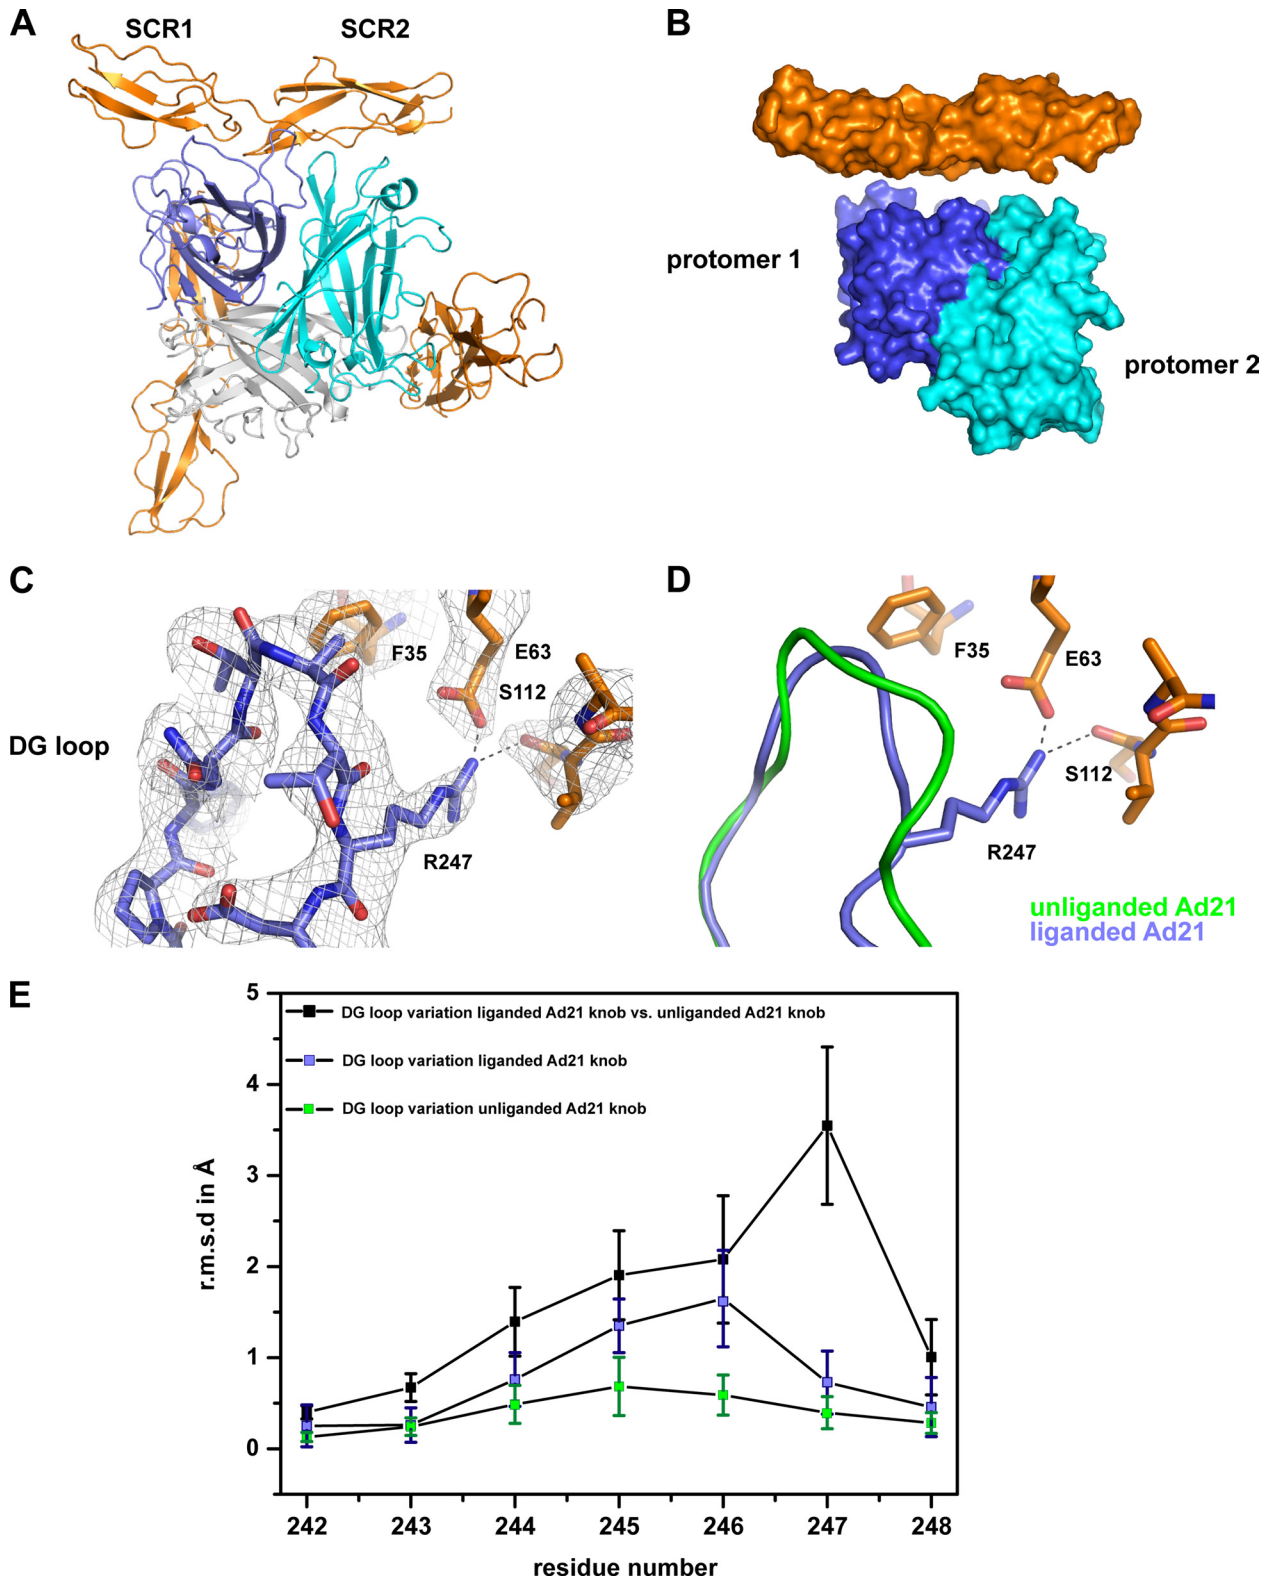 A
SCR1
SCR2
B
protomer 1
protomer 2
C
F35
E63
S112
DG loop
R247
D
F35
E63
S112
R247
unliganded Ad21
liganded Ad21
E
5
4
3
2
1
0
r.m.s.d in Å
DG loop variation liganded Ad21 knob vs. unliganded Ad21 knob
DG loop variation liganded Ad21 knob
DG loop variation unliganded Ad21 knob
242 243 244 245 246 247 248
residue number